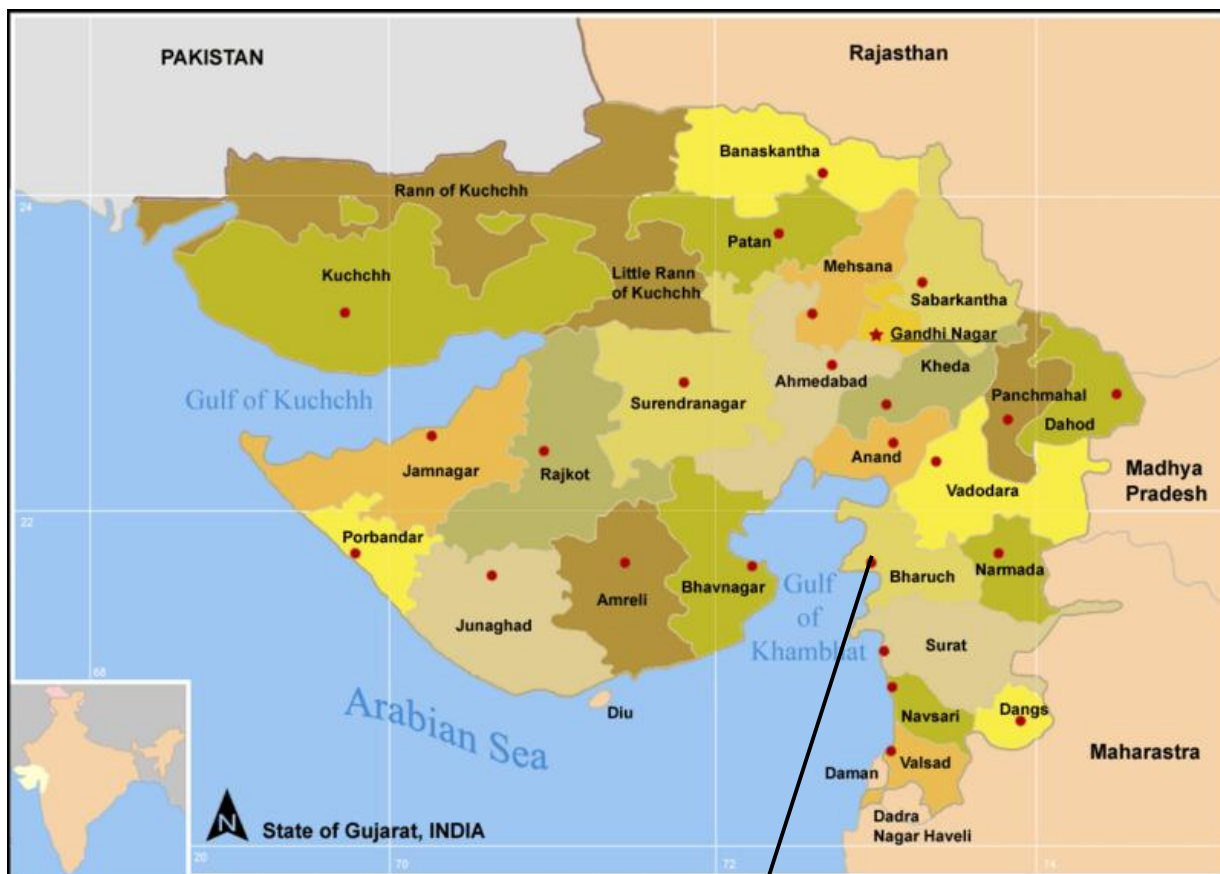 PAKISTAN
Rajasthan
Banaskantha
Rann of Kuchchh
24
Patan
Mehsana
Kuchchh
Little Rann
of Kuchchh
Sabarkantha
Gandhi Nagar
Kheda
Ahmedabad
Panchmahal
Gulf of Kuchchh
Surendranagar
Dahod
Jamnagar
Rajkot
Anand
Madhya
Pradesh
Vadodara
22
Porbandar
Narmada
Bharuch
Bhavnagar
Amreli
Gulf
of
Khambhat
Junaghad
Surat
68
Arabian Sea
Diu
Navsari
Dangs
Maharastra
Valsad
Daman
Dadra
Nagar Haveli
N
State of Gujarat, INDIA
20
70
72
74